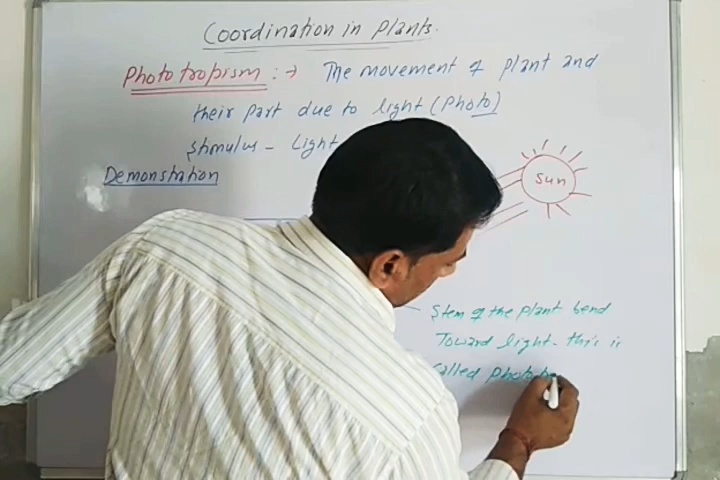 Coordination in plants.
Phototropism :→ The movement of plant and
their part due to light (Photo)
Stimulus - Light
Demonstration
Sun
Stem of the plant bend
Toward light. this is
Called Phototro